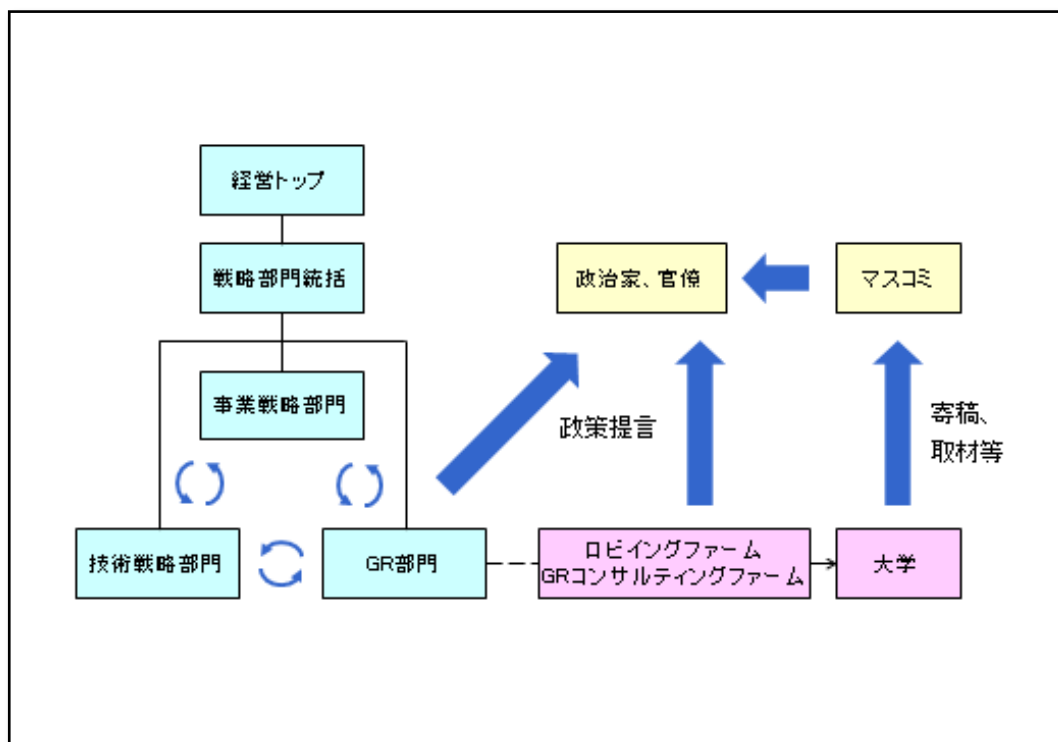 経営トップ
戦略部門統括
政治家、官僚
マスコミ
事業戦略部門
政策提言
寄稿、
取材等
技術戦略部門
GR部門
ロビイングファーム
GRコンサルティングファーム
大学